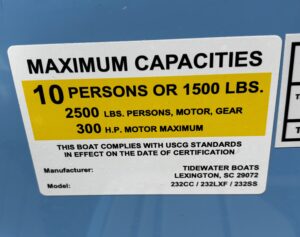 MAXIMUM CAPACITIES
10 PERSONS OR 1500 LBS.
2500 LBS. PERSONS, MOTOR, GEAR
300 H.P. MOTOR MAXIMUM
THIS BOAT COMPLIES WITH USCG STANDARDS
IN EFFECT ON THE DATE OF CERTIFICATION
Manufacturer: TIDEWATER BOATS
LEXINGTON, SC 29072
Model: 232CC / 232LXF / 232SS